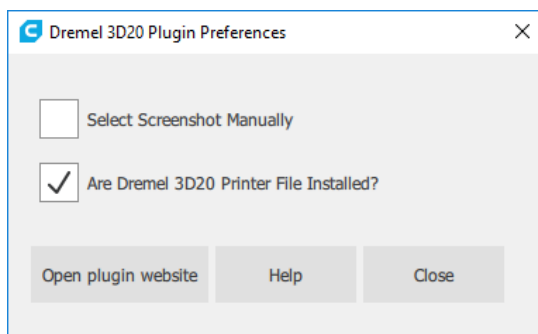 Dremel 3D20 Plugin Preferences
Select Screenshot Manually
Are Dremel 3D20 Printer File Installed?
Open plugin website Help Close